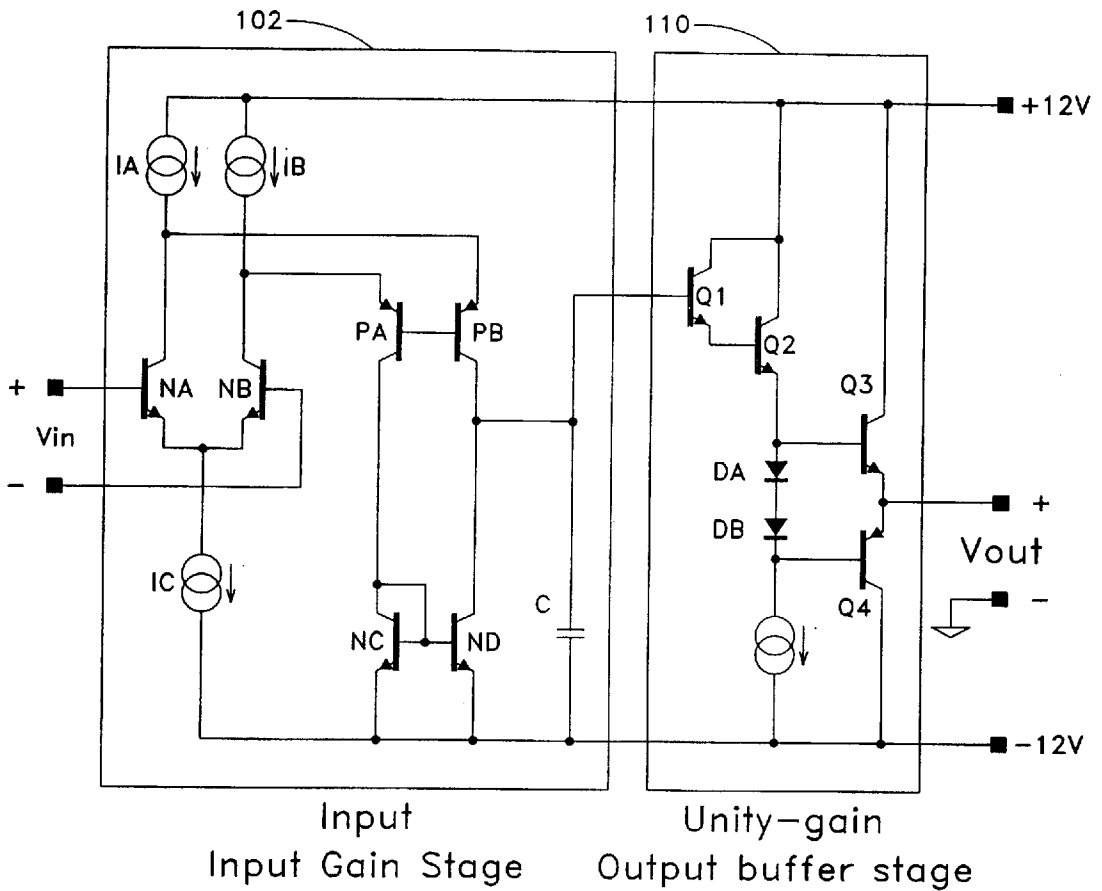 102
110
+12V
IA
IB
Q1
PA
PB
Q2
+
NA
NB
Q3
Vin
-
DA
+
DB
Vout
IC
C
Q4
-
NC
ND
-12V
Input
Input Gain Stage
Unity-gain
Output buffer stage